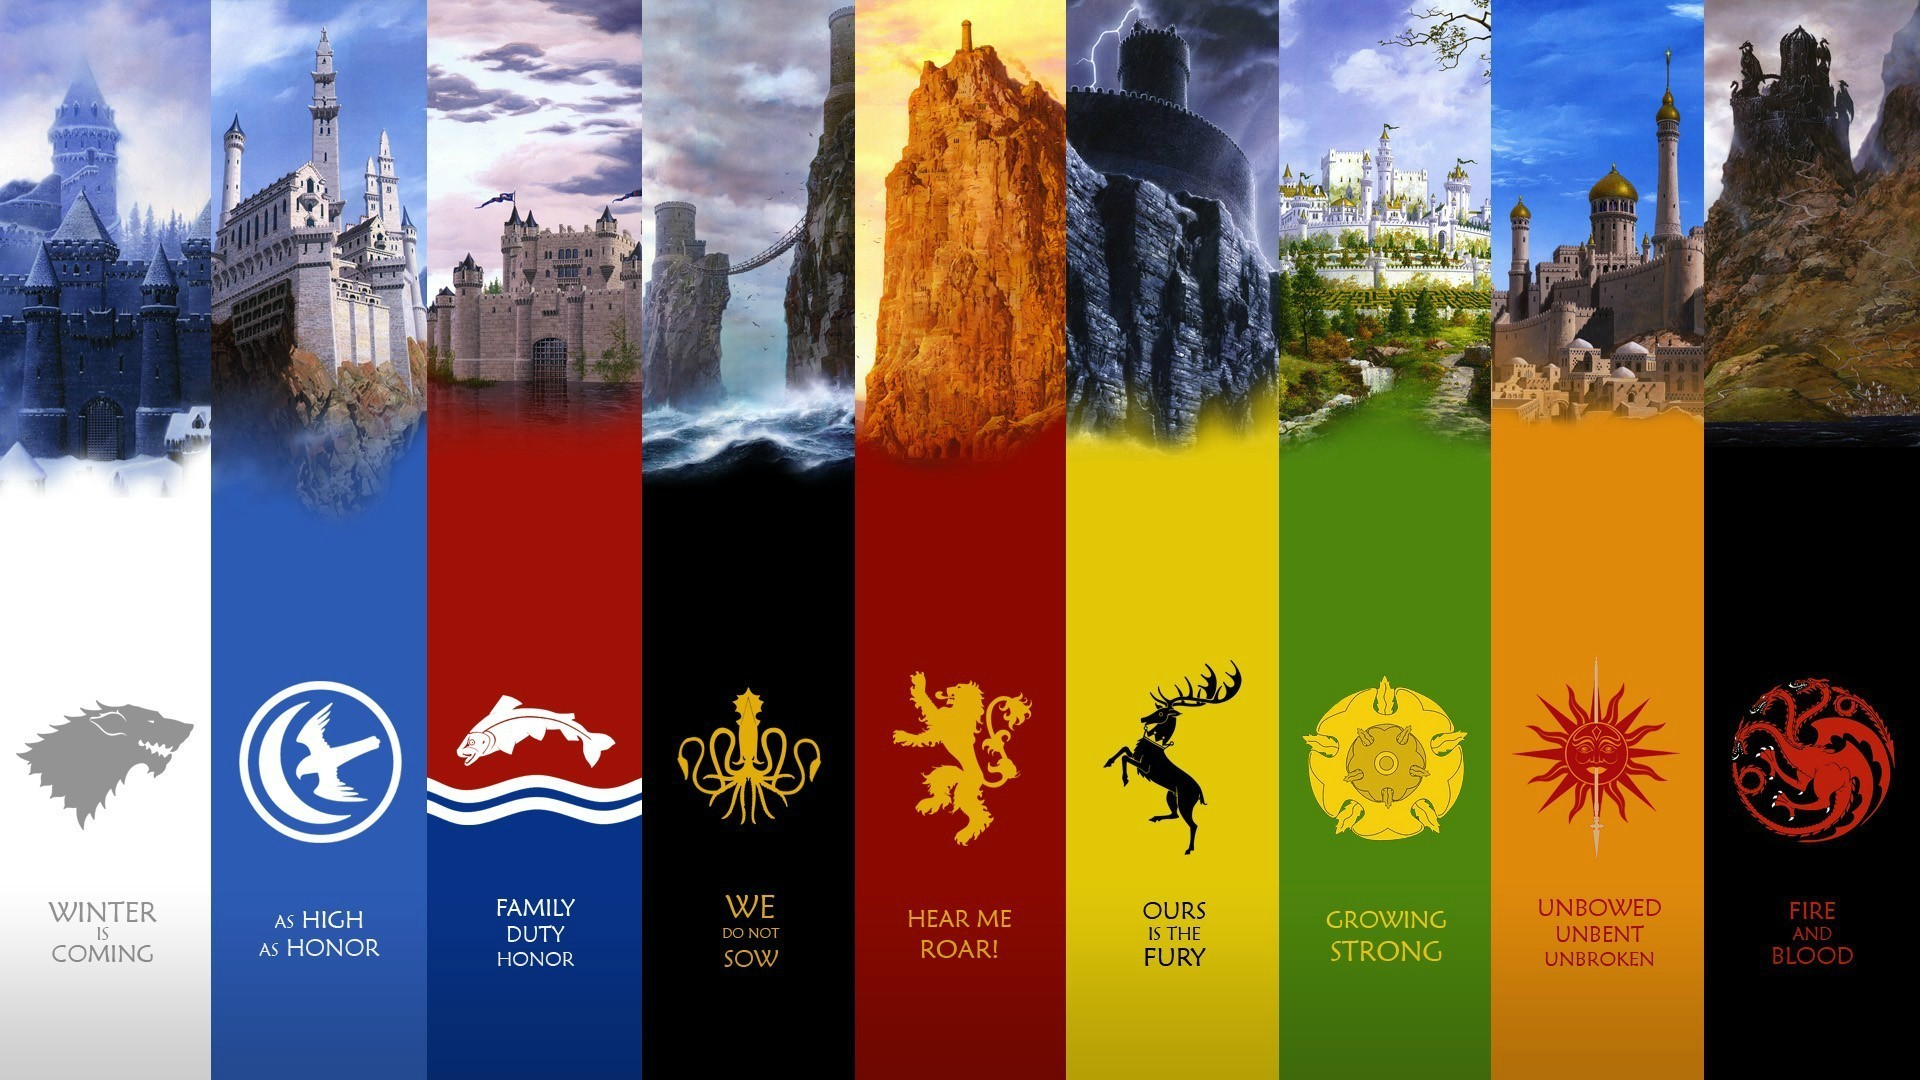 WINTER
IS
COMING
AS HIGH
AS HONOR
FAMILY
DUTY
HONOR
WE
DO NOT
SOW
HEAR ME
ROAR!
OURS
IS THE
FURY
GROWING
STRONG
UNBOWED
UNBENT
UNBROKEN
FIRE
AND
BLOOD